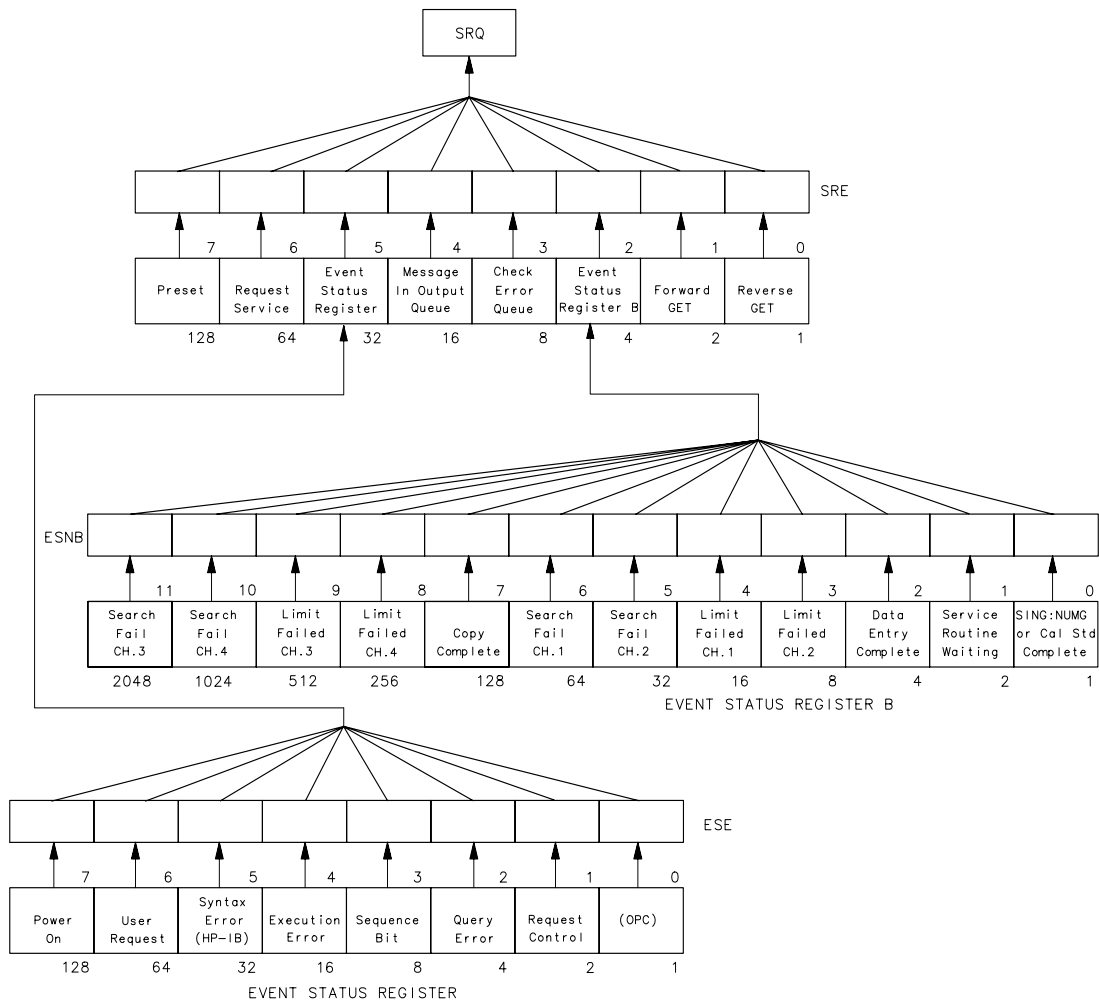 SRQ
SRE
7 6 5 4 3 2 1 0
Preset
Request
Service
Event
Status
Register
Message
In Output
Queue
Check
Error
Queue
Event
Status
Register B
Forward
GET
Reverse
GET
128 64 32 16 8 4 2 1
ESNB
11 10 9 8 7 6 5 4 3 2 1 0
Search
Fail
CH.3
Search
Fail
CH.4
Limit
Failed
CH.3
Limit
Failed
CH.4
Copy
Complete
Search
Fail
CH.1
Search
Fail
CH.2
Limit
Failed
CH.1
Limit
Failed
CH.2
Data
Entry
Complete
Service
Routine
Waiting
SING:NUMG
or Cal Std
Complete
2048 1024 512 256 128 64 32 16 8 4 2 1
EVENT STATUS REGISTER B
ESE
7 6 5 4 3 2 1 0
Power
On
User
Request
Syntax
Error
(HP-IB)
Execution
Error
Sequence
Bit
Query
Error
Request
Control
(OPC)
128 64 32 16 8 4 2 1
EVENT STATUS REGISTER